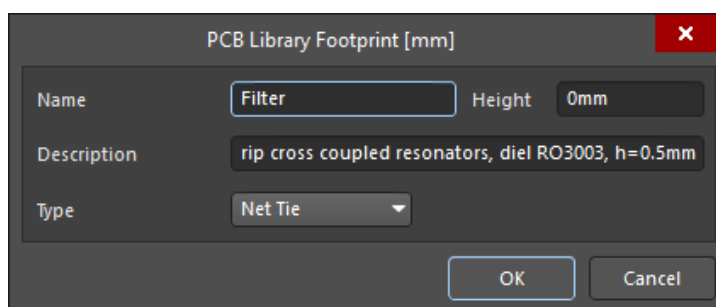 PCB Library Footprint [mm]
Name Filter Height 0mm
Description rip cross coupled resonators, diel RO3003, h=0.5mm
Type Net Tie
OK Cancel